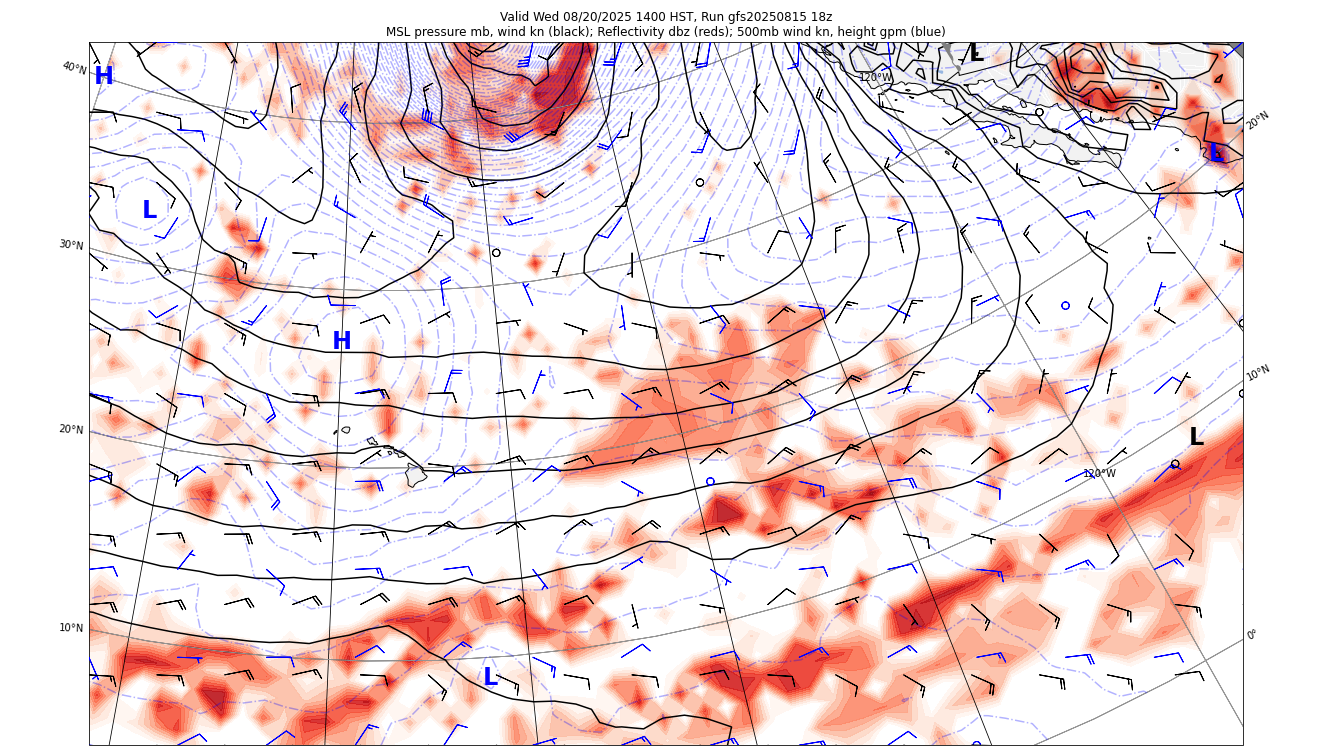 Valid Wed 08/20/2025 1400 HST, Run gfs20250815 18z
MSL pressure mb, wind kn (black); Reflectivity dbz (reds); 500mb wind kn, height gpm (blue)
40°N
H
L
120°W
20°N
L
L
30°N
H
10°N
20°N
L
120°W
10°N
0°
L